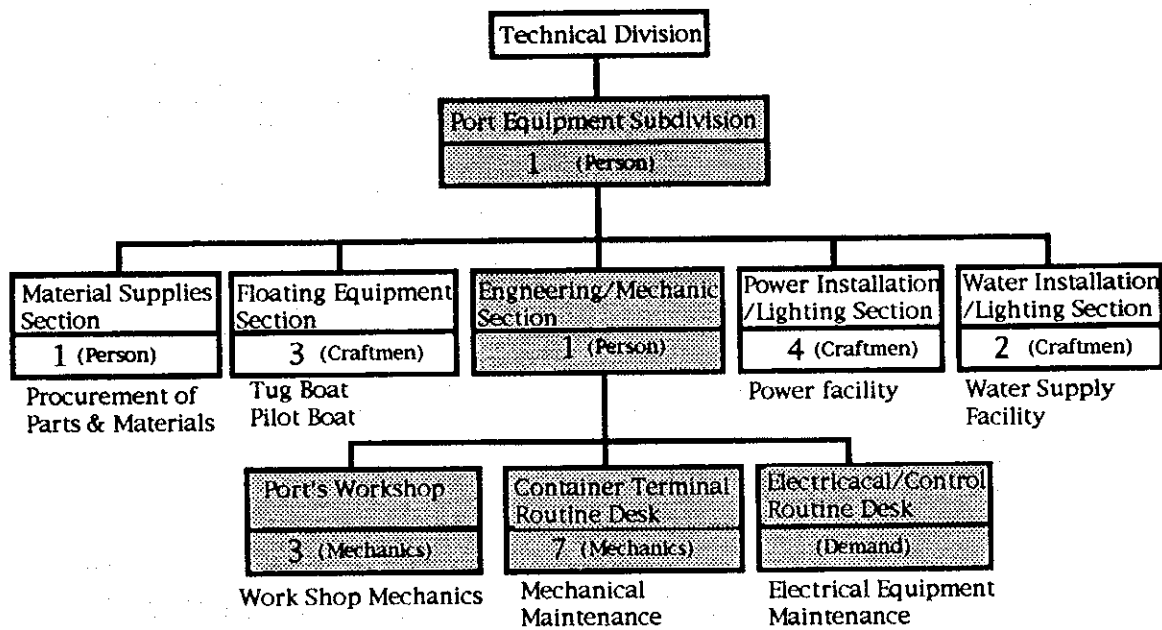 Technical Division
Port Equipment Subdivision
1 (Person)
Material Supplies
Section
1 (Person)
Procurement of
Parts & Materials
Floating Equipment
Section
3 (Craftmen)
Tug Boat
Pilot Boat
Engneering/Mechanic
Section
1 (Person)
Power Installation
/Lighting Section
4 (Craftmen)
Power facility
Water Installation
/Lighting Section
2 (Craftmen)
Water Supply
Facility
Port's Workshop
3 (Mechanics)
Work Shop Mechanics
Container Terminal
Routine Desk
7 (Mechanics)
Mechanical
Maintenance
Electricacal/Control
Routine Desk
(Demand)
Electrical Equipment
Maintenance